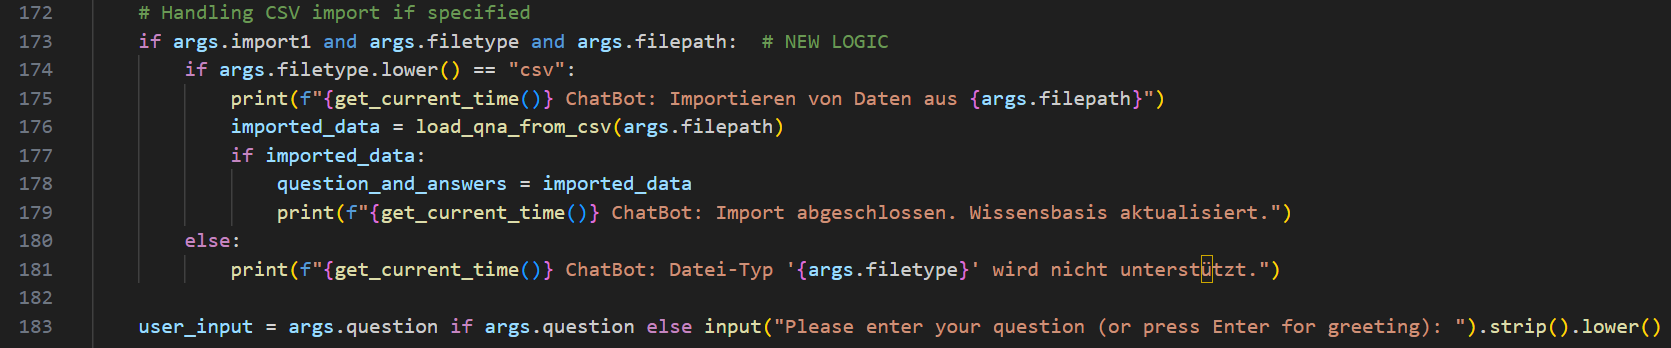 172 # Handling CSV import if specified
173 if args.import1 and args.filetype and args.filepath:  # NEW LOGIC
174 if args.filetype.lower() == "csv":
175 print(f"{get_current_time()} ChatBot: Importieren von Daten aus {args.filepath}")
176 imported_data = load_qna_from_csv(args.filepath)
177 if imported_data:
178 question_and_answers = imported_data
179 print(f"{get_current_time()} ChatBot: Import abgeschlossen. Wissensbasis aktualisiert.")
180 else:
181 print(f"{get_current_time()} ChatBot: Datei-Typ '{args.filetype}' wird nicht unterstützt.")
182
183 user_input = args.question if args.question else input("Please enter your question (or press Enter for greeting): ").strip().lower()